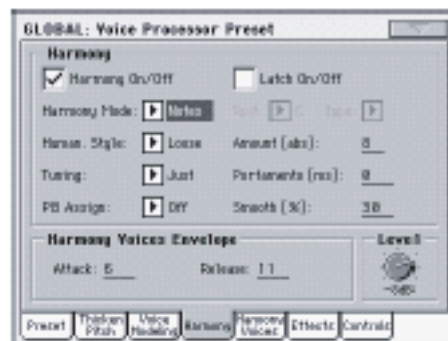 GLOBAL: Voice Processor Preset
Harmony
Harmony On/Off Latch On/Off
Harmony Mode: Notes Root: C Type:
Human. Style: Loose Amount (abs): 8
Tuning: Just Portamento (ms): 0
PB Assign: Off Smooth (%): 30
Harmony Voices Envelope Level
Attack: 6 Release: 11
Preset Thicken Pitch Voice Modeling Harmony Harmony Voices Effects Controls